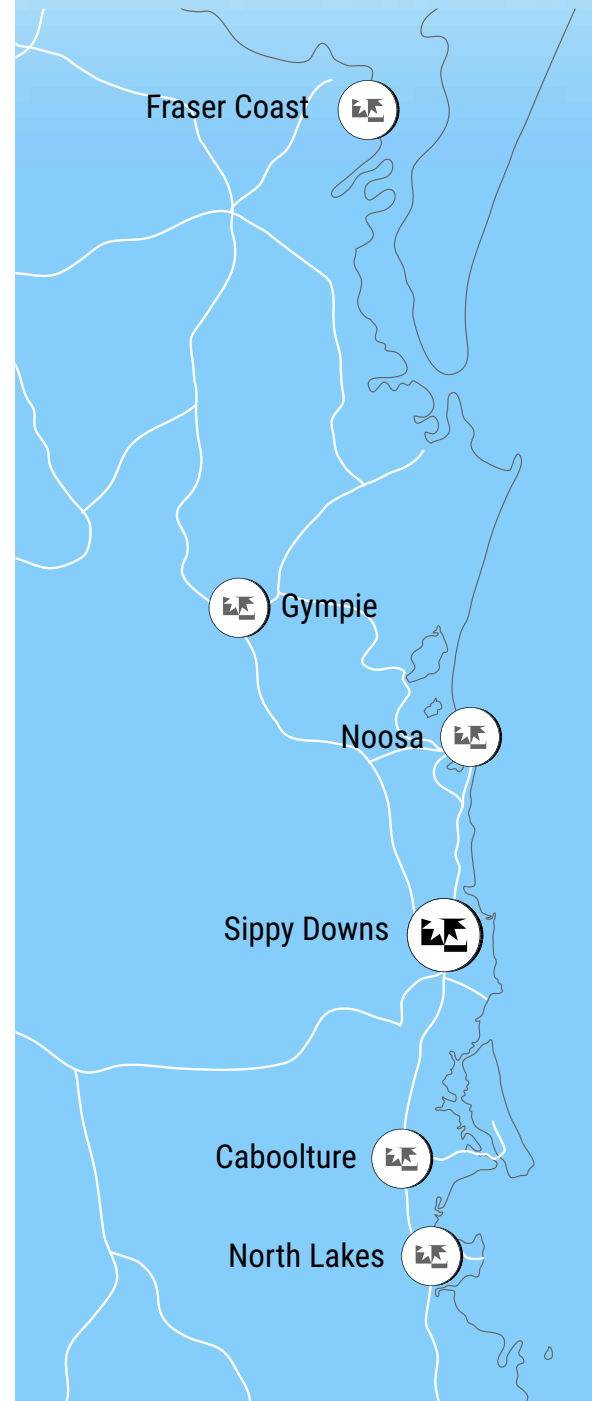 Fraser Coast
Gympie
Noosa
Sippy Downs
Caboolture
North Lakes